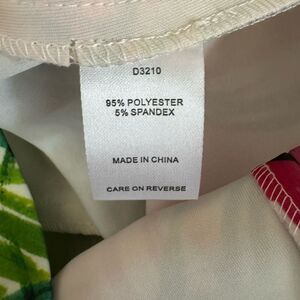 D3210
95% POLYESTER
5% SPANDEX
MADE IN CHINA
CARE ON REVERSE